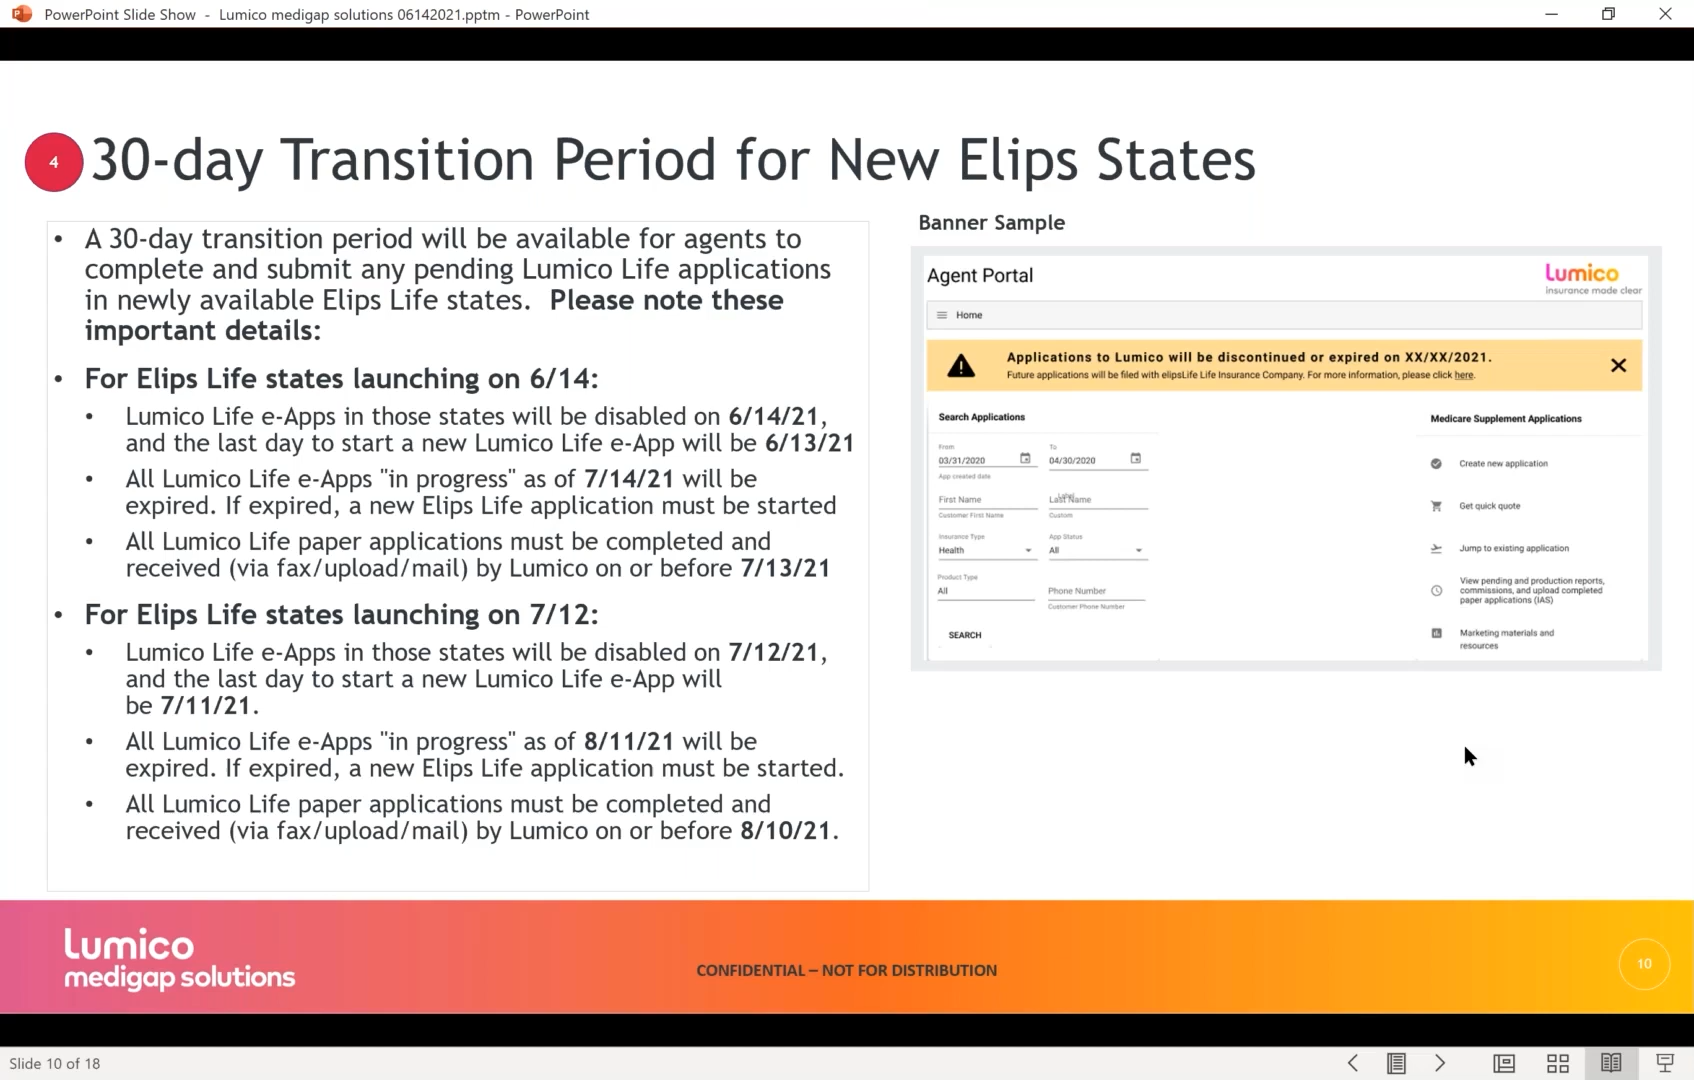 PowerPoint Slide Show - Lumico medigap solutions 06142021.pptm - PowerPoint
4
30-day Transition Period for New Elips States
• A 30-day transition period will be available for agents to
complete and submit any pending Lumico Life applications
in newly available Elips Life states. Please note these
important details:
• For Elips Life states launching on 6/14:
• Lumico Life e-Apps in those states will be disabled on 6/14/21,
and the last day to start a new Lumico Life e-App will be 6/13/21
• All Lumico Life e-Apps "in progress" as of 7/14/21 will be
expired. If expired, a new Elips Life application must be started
• All Lumico Life paper applications must be completed and
received (via fax/upload/mail) by Lumico on or before 7/13/21
• For Elips Life states launching on 7/12:
• Lumico Life e-Apps in those states will be disabled on 7/12/21,
and the last day to start a new Lumico Life e-App will
be 7/11/21.
• All Lumico Life e-Apps "in progress" as of 8/11/21 will be
expired. If expired, a new Elips Life application must be started.
• All Lumico Life paper applications must be completed and
received (via fax/upload/mail) by Lumico on or before 8/10/21.
Banner Sample
Agent Portal
Lumico
insurance made clear
Home
Applications to Lumico will be discontinued or expired on XX/XX/2021.
Future applications will be filed with elipsLife Life Insurance Company. For more information, please click here.
Search Applications
From To
03/31/2020 04/30/2020
App created date
Label
First Name Last Name
Customer First Name Custom
Insurance Type App Status
Health All
Product Type
All Phone Number
Customer Phone Number
SEARCH
Medicare Supplement Applications
Create new application
Get quick quote
Jump to existing application
View pending and production reports,
commissions, and upload completed
paper applications (IAS)
Marketing materials and
resources
Lumico
medigap solutions
CONFIDENTIAL – NOT FOR DISTRIBUTION
10
Slide 10 of 18